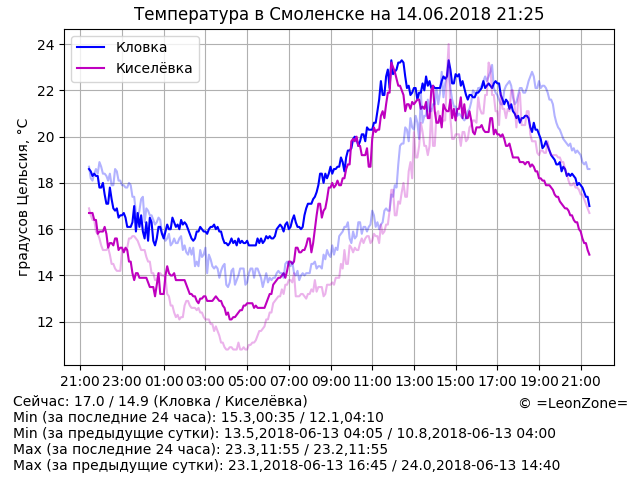 Температура в Смоленске на 14.06.2018 21:25
Кловка
Киселёвка
градусов Цельсия, °C
24
22
20
18
16
14
12
21:00 23:00 01:00 03:00 05:00 07:00 09:00 11:00 13:00 15:00 17:00 19:00 21:00
Сейчас: 17.0 / 14.9 (Кловка / Киселёвка)
© =LeonZone=
Min (за последние 24 часа): 15.3,00:35 / 12.1,04:10
Min (за предыдущие сутки): 13.5,2018-06-13 04:05 / 10.8,2018-06-13 04:00
Max (за последние 24 часа): 23.3,11:55 / 23.2,11:55
Max (за предыдущие сутки): 23.1,2018-06-13 16:45 / 24.0,2018-06-13 14:40